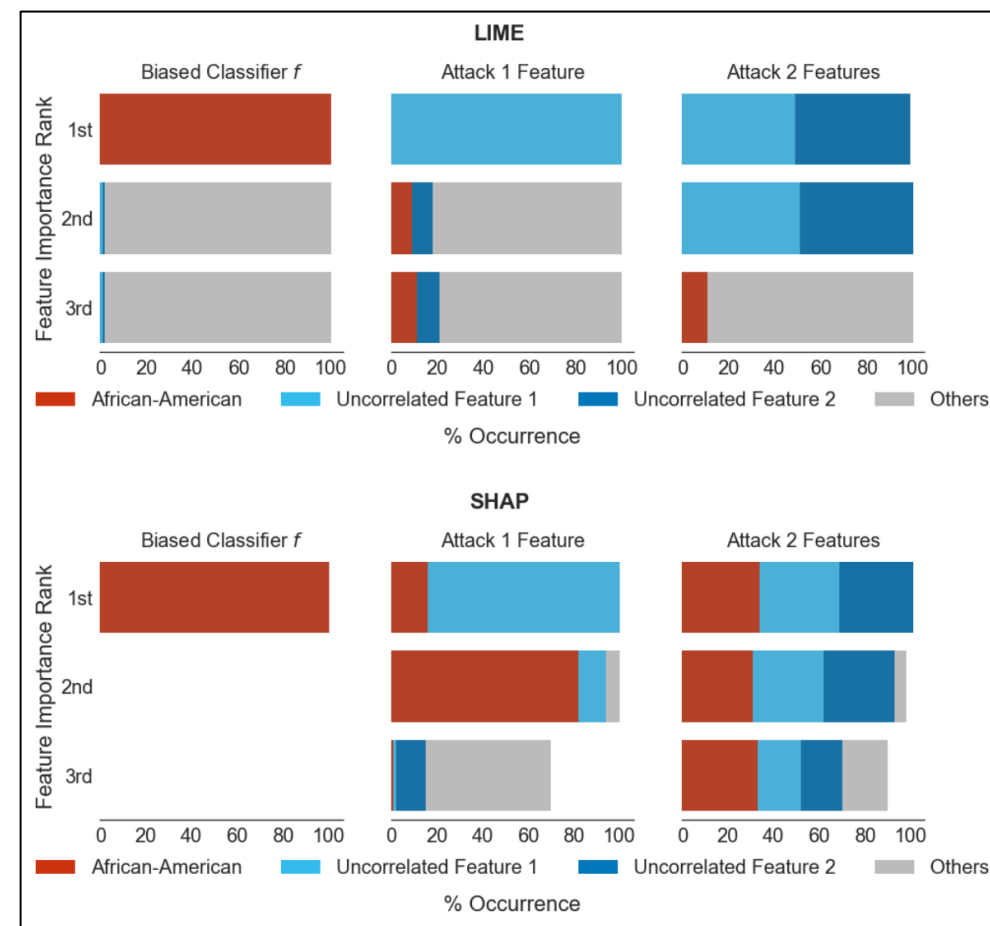 LIME
Biased Classifier f Attack 1 Feature Attack 2 Features
Feature Importance Rank
1st
2nd
3rd
0 20 40 60 80 100 0 20 40 60 80 100 0 20 40 60 80 100
African-American Uncorrelated Feature 1 Uncorrelated Feature 2 Others
% Occurrence
SHAP
Biased Classifier f Attack 1 Feature Attack 2 Features
Feature Importance Rank
1st
2nd
3rd
0 20 40 60 80 100 0 20 40 60 80 100 0 20 40 60 80 100
African-American Uncorrelated Feature 1 Uncorrelated Feature 2 Others
% Occurrence